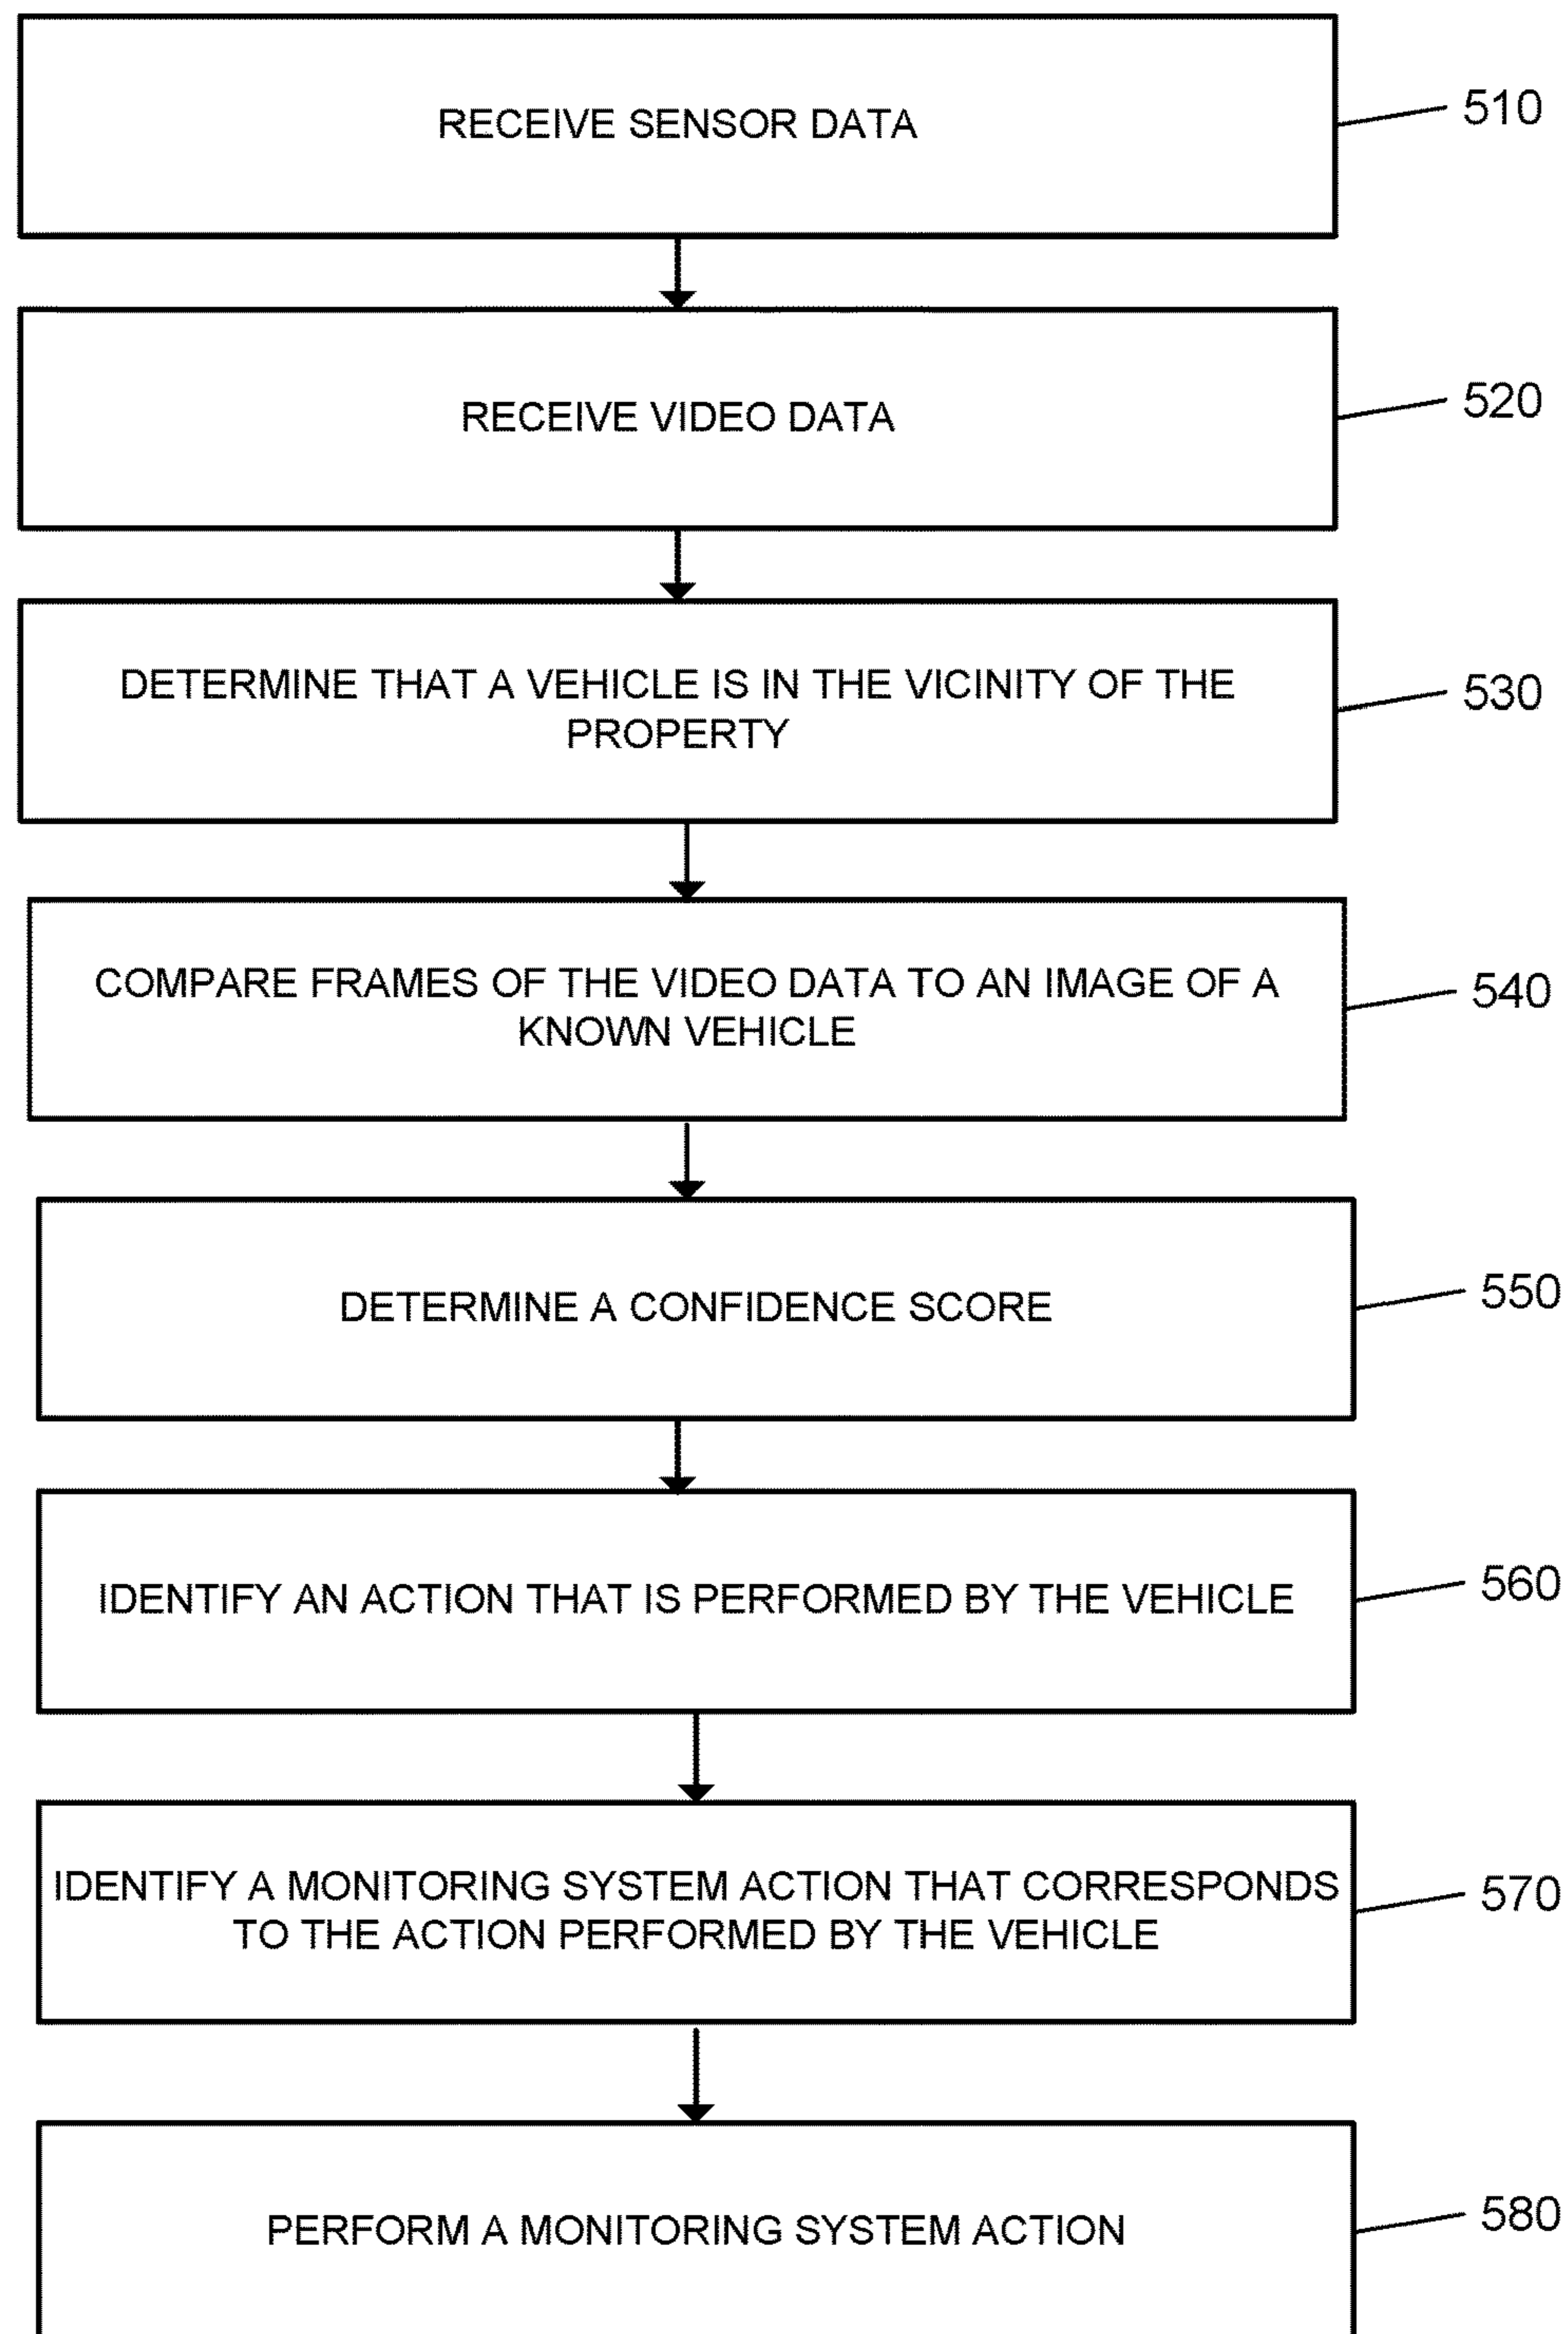 RECEIVE SENSOR DATA
510
RECEIVE VIDEO DATA
520
DETERMINE THAT A VEHICLE IS IN THE VICINITY OF THE
PROPERTY
530
COMPARE FRAMES OF THE VIDEO DATA TO AN IMAGE OF A
KNOWN VEHICLE
540
DETERMINE A CONFIDENCE SCORE
550
IDENTIFY AN ACTION THAT IS PERFORMED BY THE VEHICLE
560
IDENTIFY A MONITORING SYSTEM ACTION THAT CORRESPONDS
TO THE ACTION PERFORMED BY THE VEHICLE
570
PERFORM A MONITORING SYSTEM ACTION
580